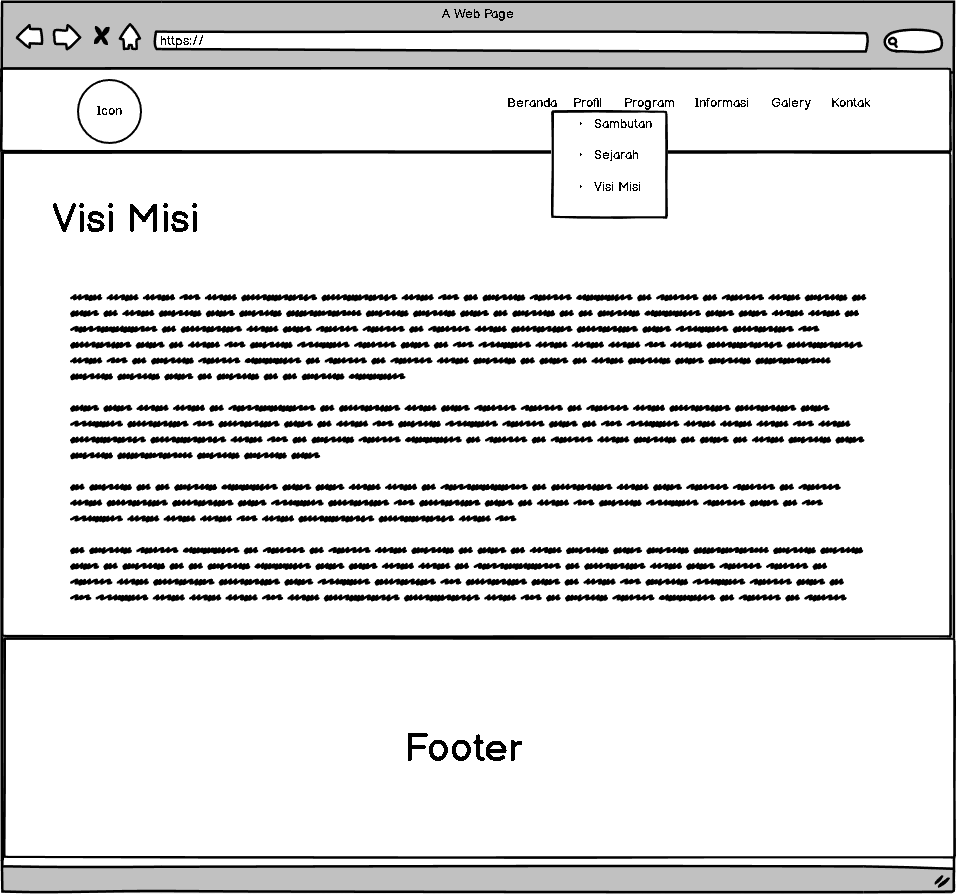 A Web Page
https://
Icon
Beranda Profil Program Informasi Galery Kontak
Sambutan
Sejarah
Visi Misi
Visi Misi
Footer